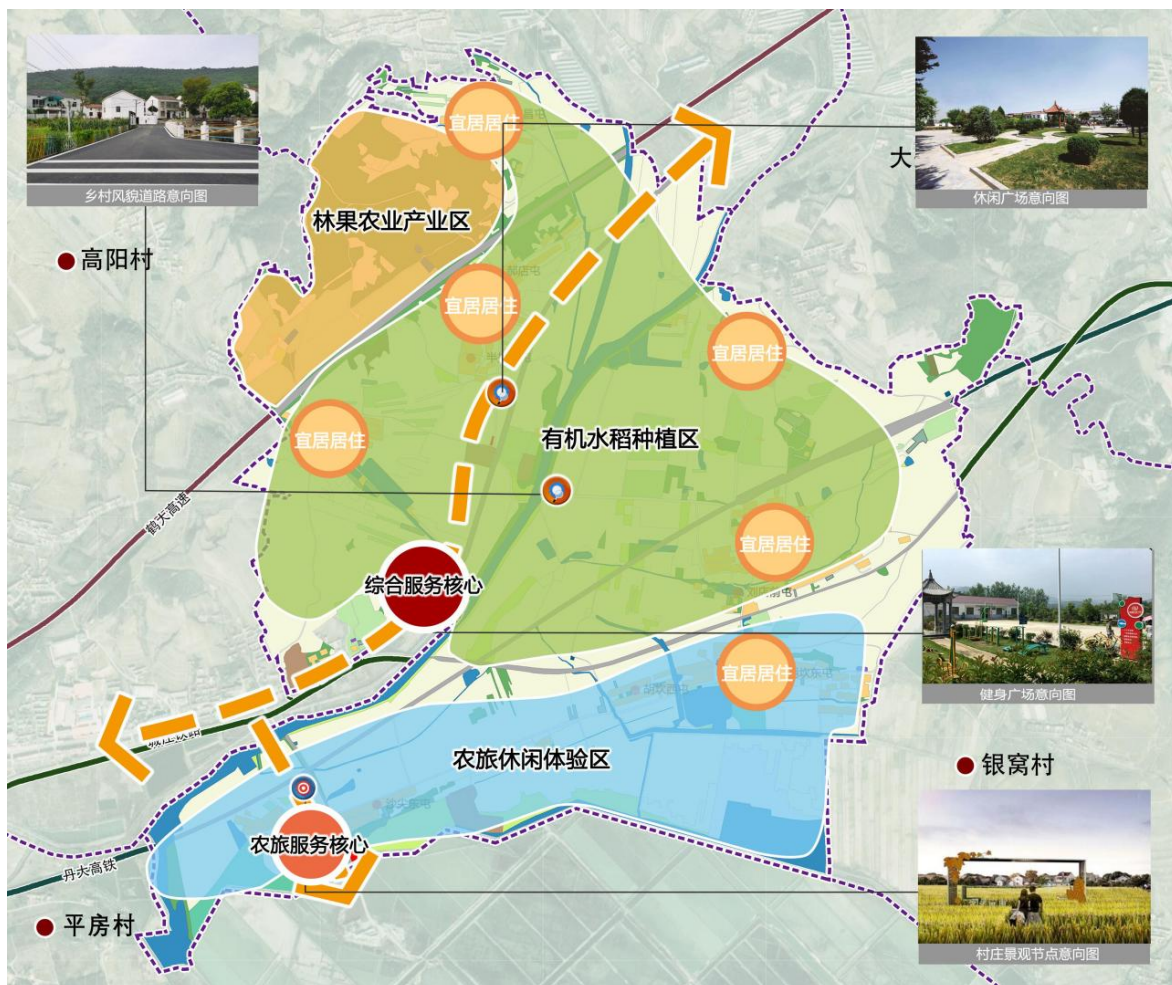 宜居居住
大
乡村风貌道路意向图
休闲广场意向图
林果农业产业区
高阳村
宜居居住
宜居居住
宜居居住
有机水稻种植区
鹤大高速
宜居居住
综合服务核心
宜居居住
健身广场意向图
农旅休闲体验区
银窝村
农旅服务核心
丹大高铁
平房村
村庄景观节点意向图